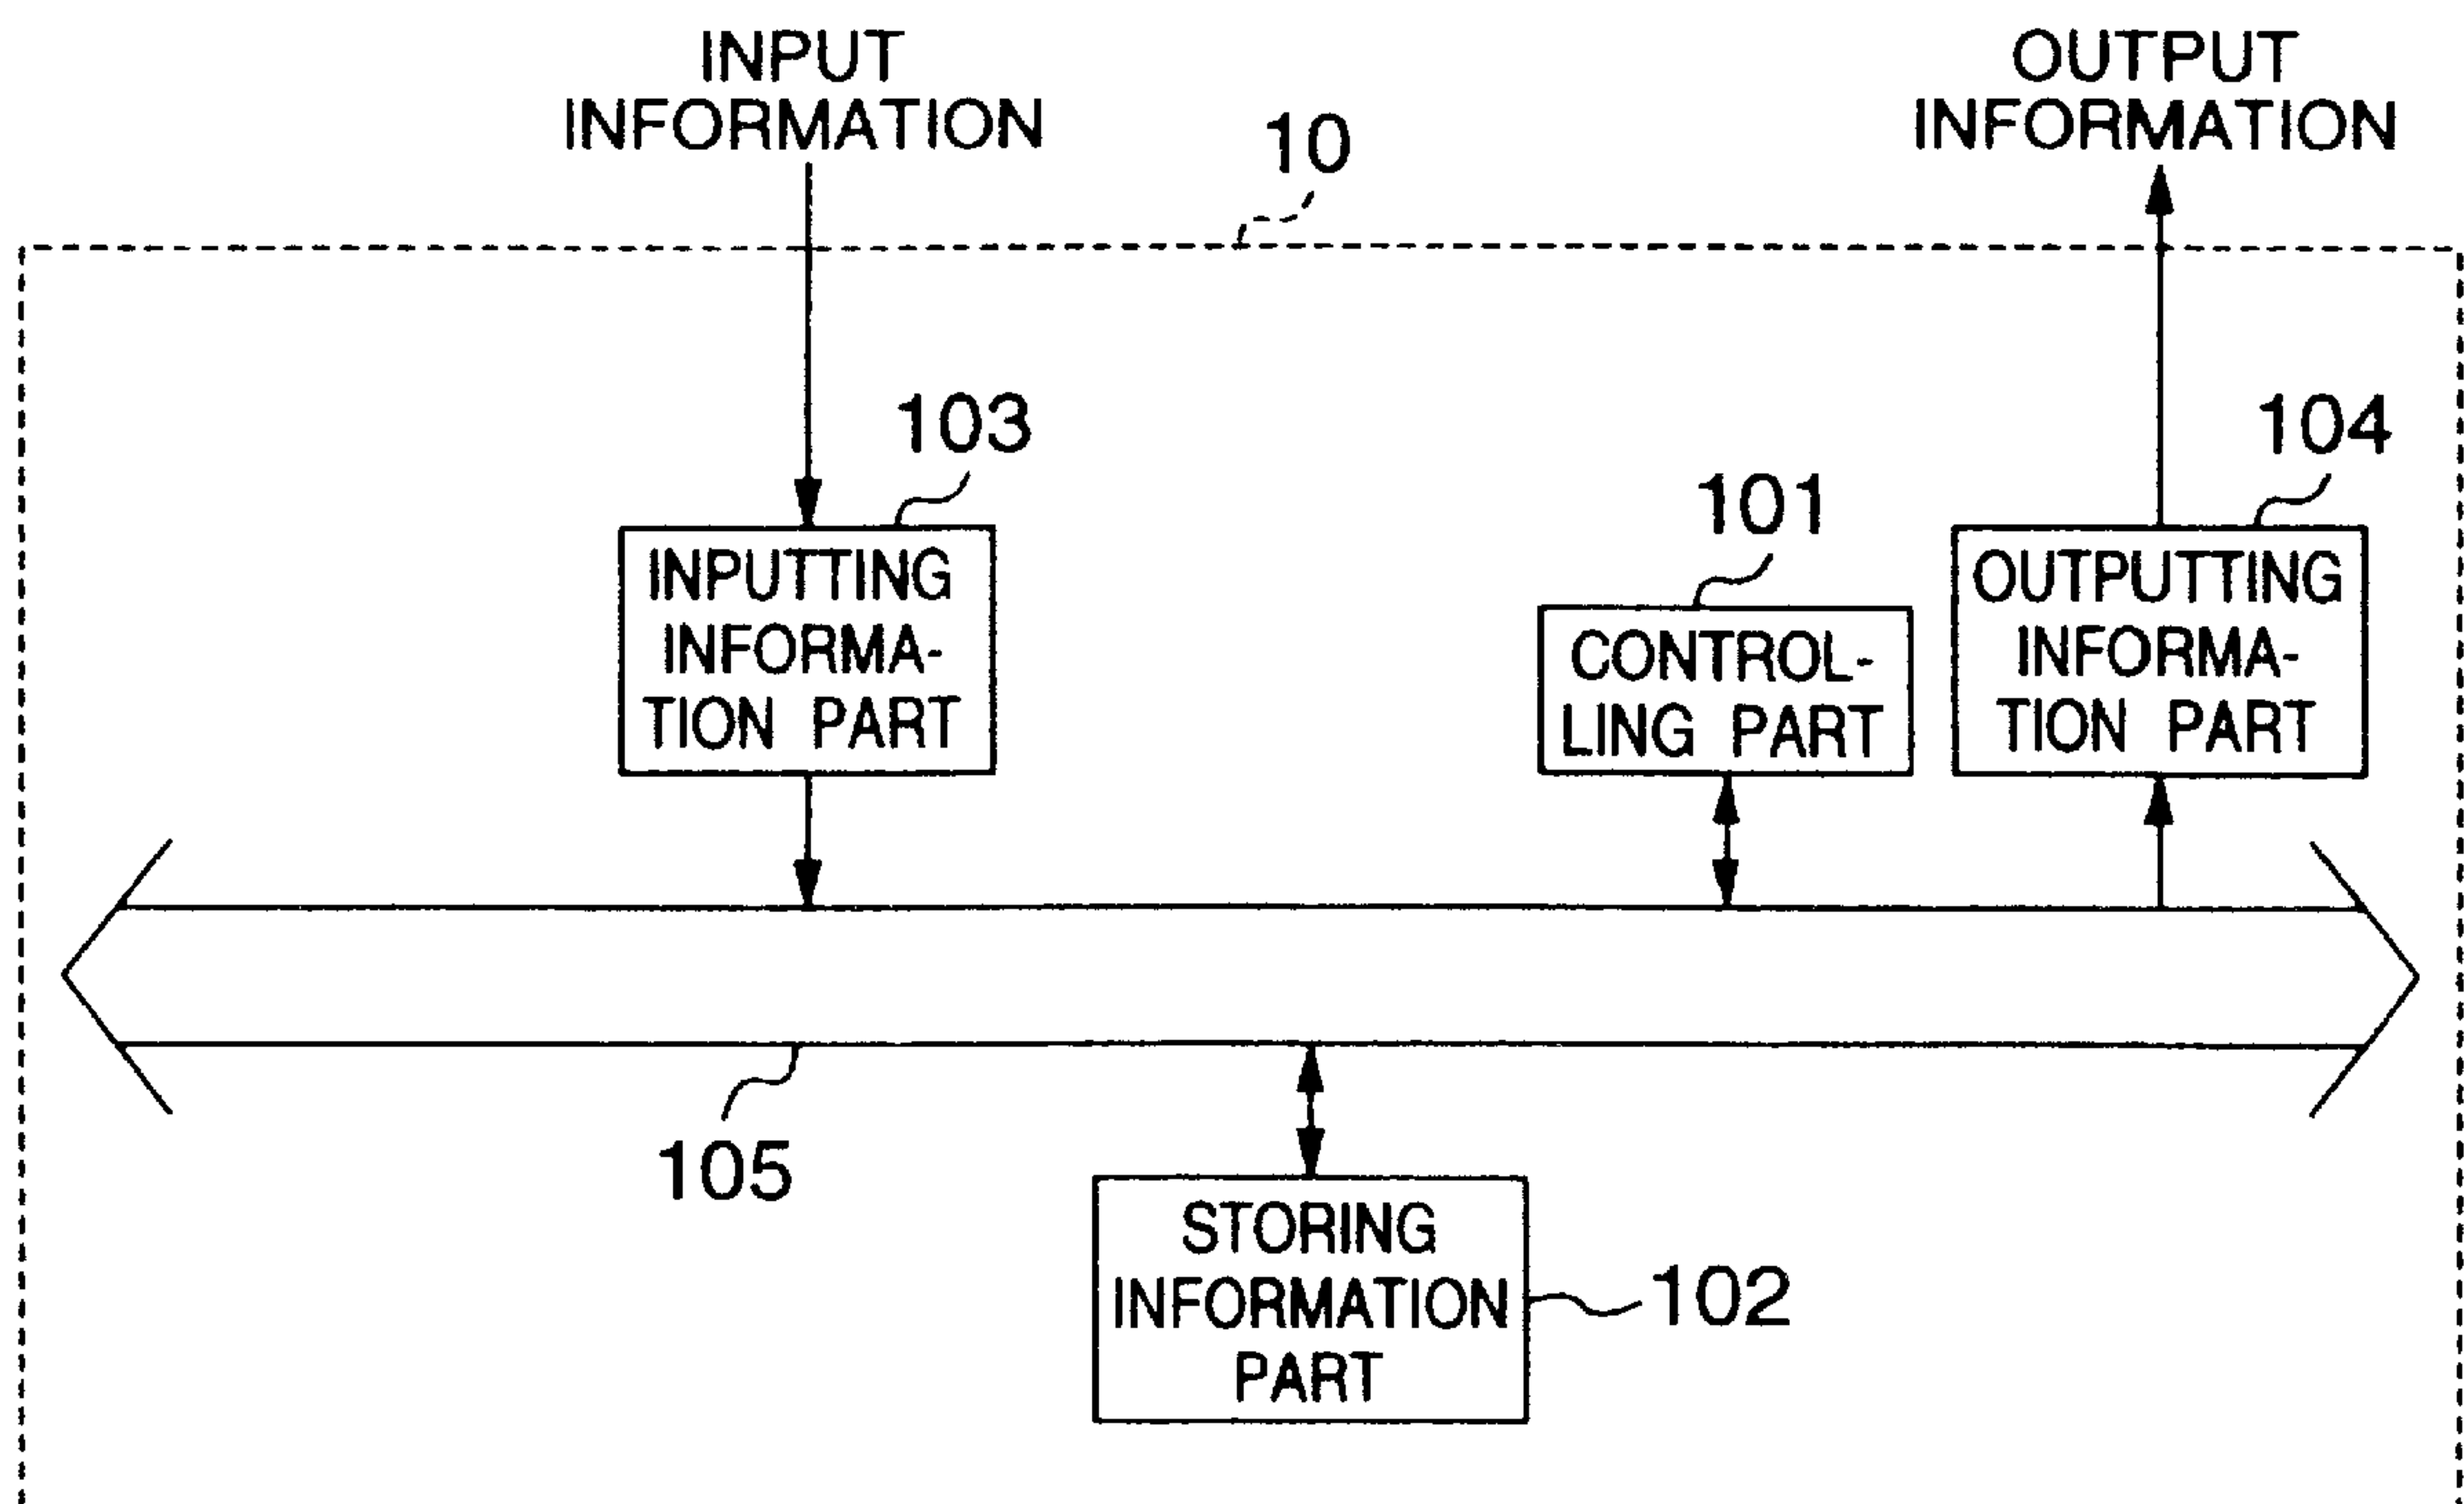 INPUT
INFORMATION
OUTPUT
INFORMATION
10
103
104
101
INPUTTING
INFORMA-
TION PART
CONTROL-
LING PART
OUTPUTTING
INFORMA-
TION PART
105
STORING
INFORMATION
PART
102